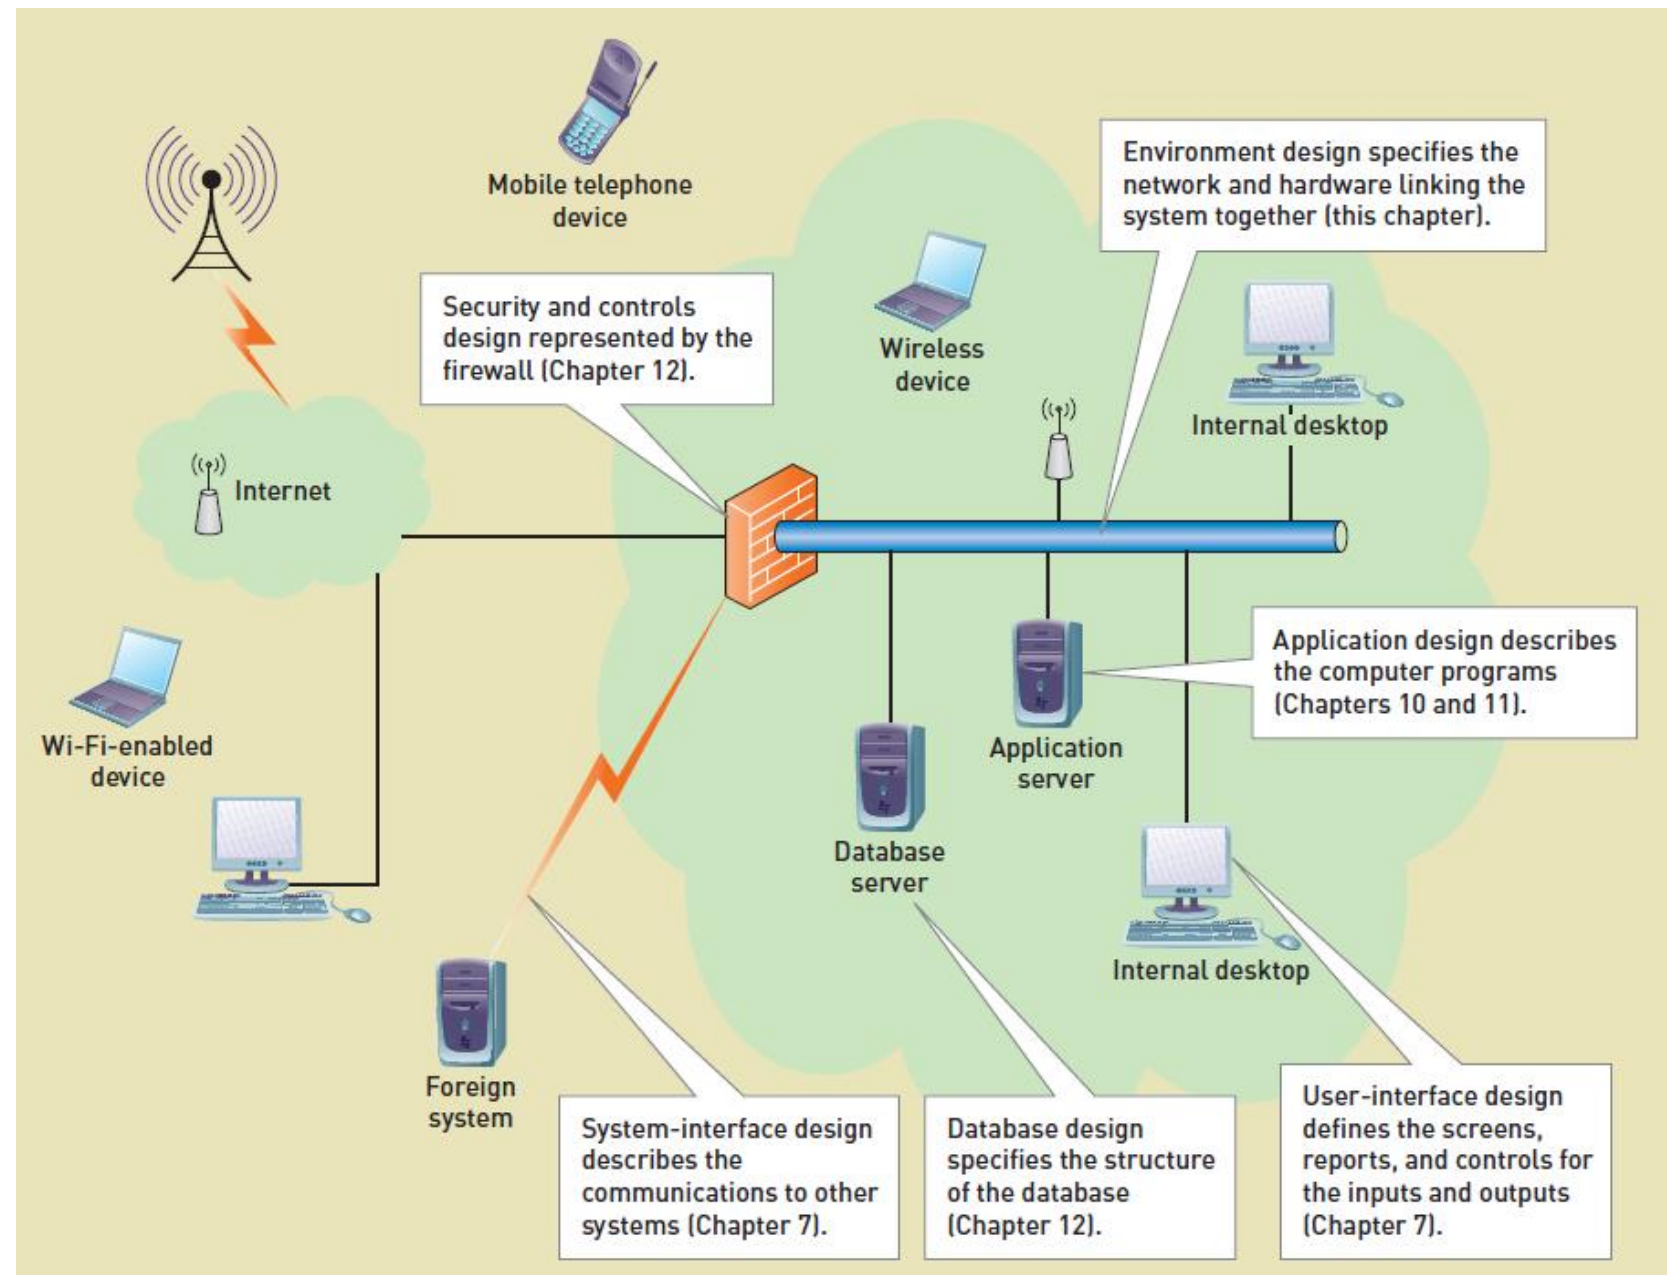 Mobile telephone
device
Environment design specifies the
network and hardware linking the
system together (this chapter).
Security and controls
design represented by the
firewall (Chapter 12).
Wireless
device
Internal desktop
Internet
Application design describes
the computer programs
(Chapters 10 and 11).
Wi-Fi-enabled
device
Application
server
Database
server
Internal desktop
Foreign
system
System-interface design
describes the
communications to other
systems (Chapter 7).
Database design
specifies the structure
of the database
(Chapter 12).
User-interface design
defines the screens,
reports, and controls for
the inputs and outputs
(Chapter 7).